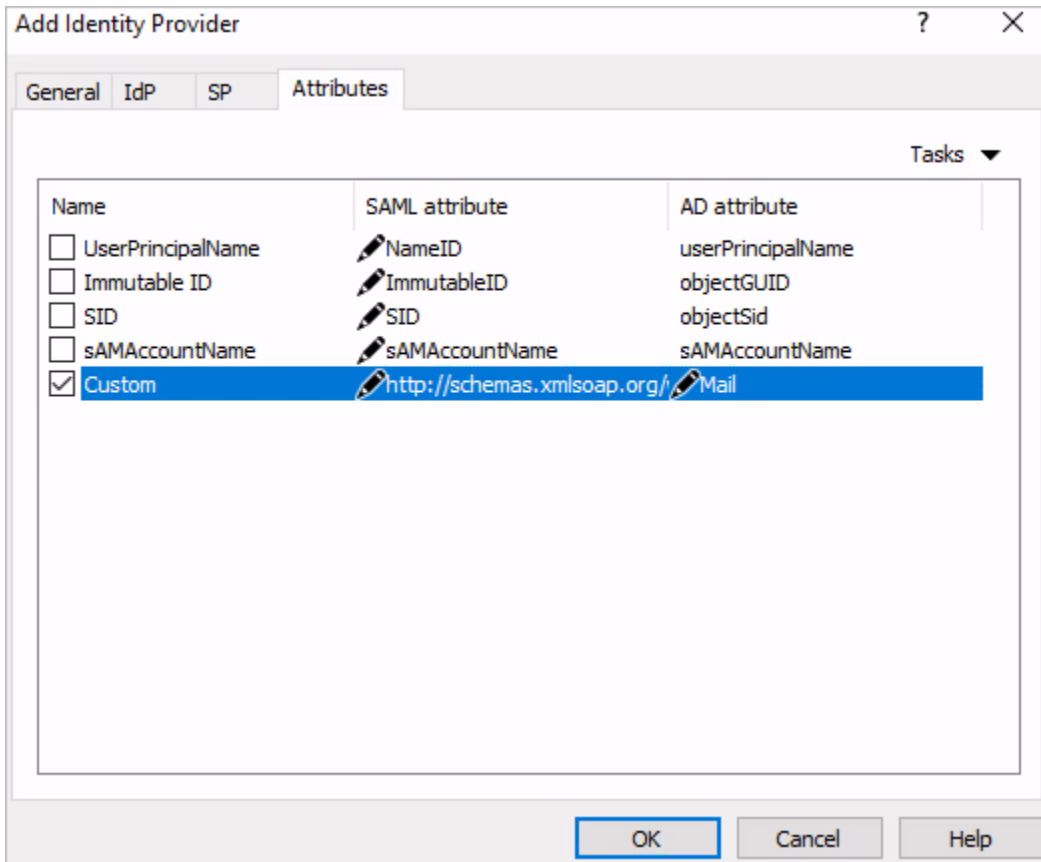 Add Identity Provider ?
General IdP SP Attributes
Tasks
Name SAML attribute AD attribute
UserPrincipalName NameID userPrincipalName
Immutable ID ImmutableID objectGUID
SID SID objectSid
sAMAccountName sAMAccountName sAMAccountName
Custom http://schemas.xmlsoap.org/ Mail
OK Cancel Help